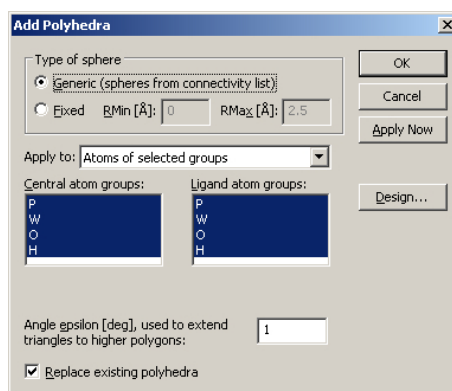 Add Polyhedra
Type of sphere
Generic (spheres from connectivity list)
Fixed RMin [Å]: 0 RMax [Å]: 2.5
OK
Cancel
Apply Now
Apply to: Atoms of selected groups
Central atom groups: Ligand atom groups:
P P
W W
O O
H H
Design...
Angle epsilon [deg], used to extend
triangles to higher polygons: 1
Replace existing polyhedra